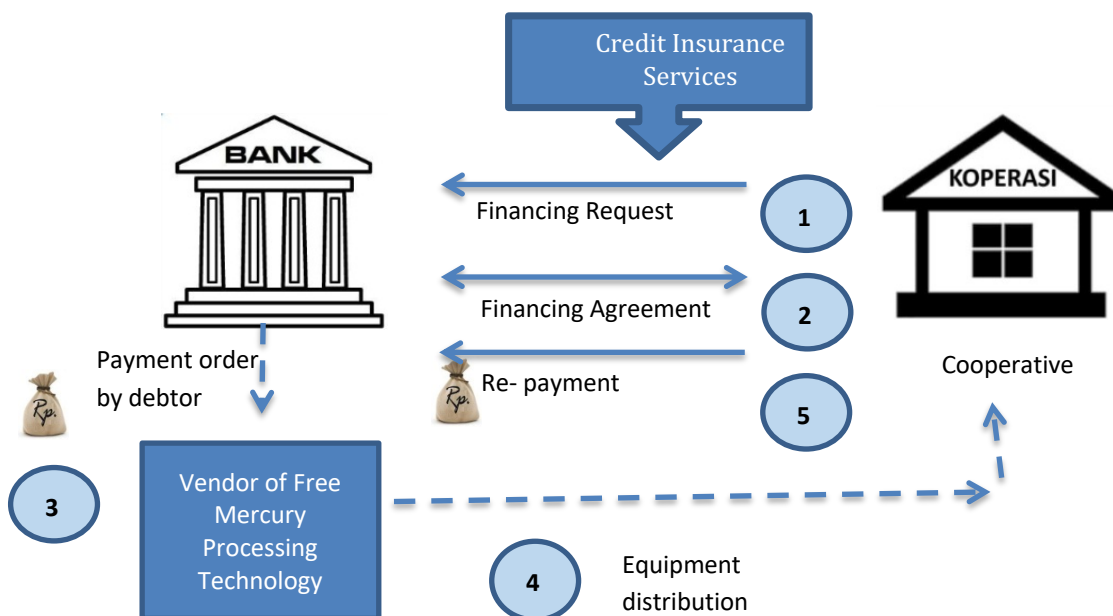 Credit Insurance
Services
BANK
KOPERASI
Financing Request
1
Financing Agreement
2
Payment order
by debtor
Rp.
Rp.
Re- payment
Cooperative
5
3
Vendor of Free
Mercury
Processing
Technology
4
Equipment
distribution